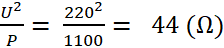 U²/P = 220²/1100 = 44 (Ω)